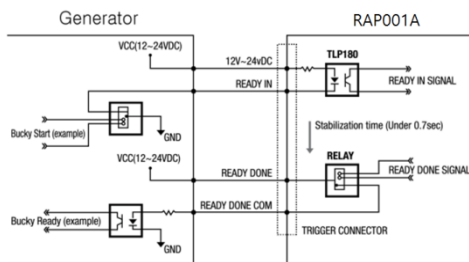 Generator
RAP001A
VCC(12~24VDC)
12V~24vDC
TLP180
READY IN
READY IN SIGNAL
Bucky Start (example)
GND
Stabilization time (Under 0.7sec)
VCC(12~24VDC)
RELAY
READY DONE
READY DONE SIGNAL
READY DONE COM
Bucky Ready (example)
GND
TRIGGER CONNECTOR